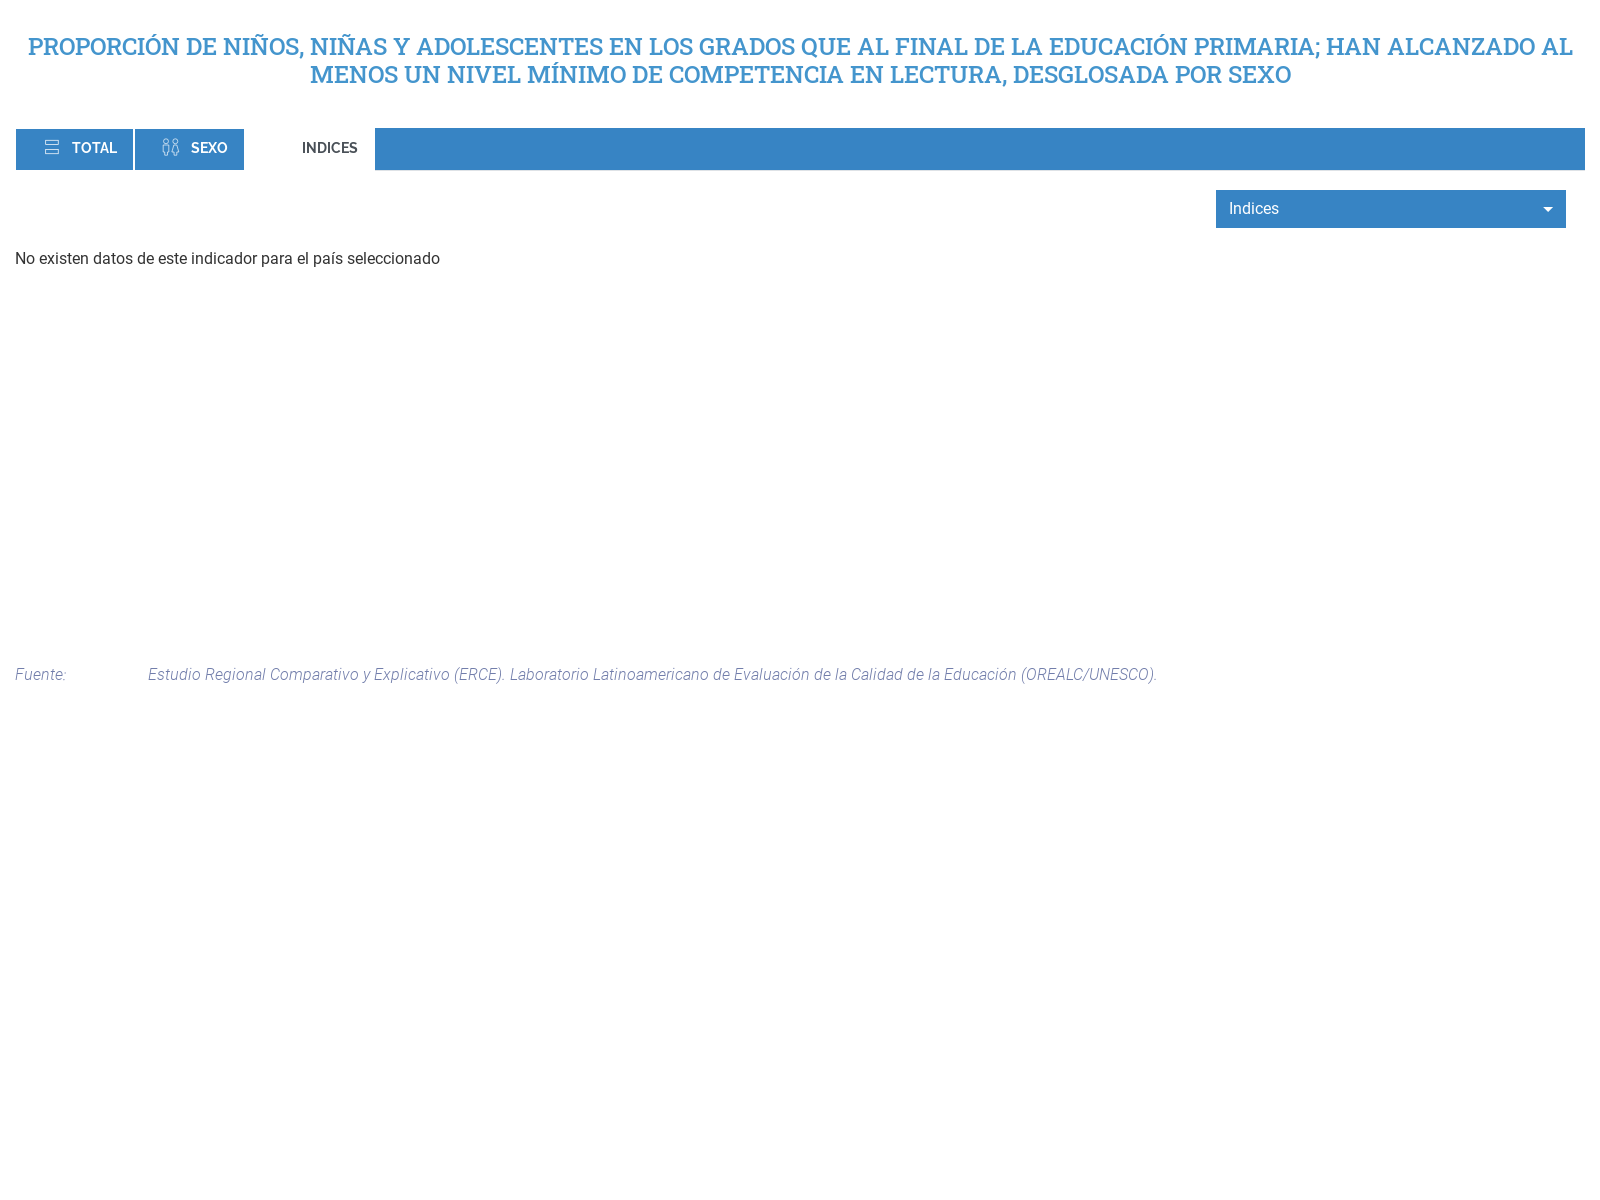 PROPORCIÓN DE NIÑOS, NIÑAS Y ADOLESCENTES EN LOS GRADOS QUE AL FINAL DE LA EDUCACIÓN PRIMARIA; HAN ALCANZADO AL
MENOS UN NIVEL MÍNIMO DE COMPETENCIA EN LECTURA, DESGLOSADA POR SEXO
TOTAL SEXO INDICES
Indices
No existen datos de este indicador para el país seleccionado
Fuente: Estudio Regional Comparativo y Explicativo (ERCE). Laboratorio Latinoamericano de Evaluación de la Calidad de la Educación (OREALC/UNESCO).